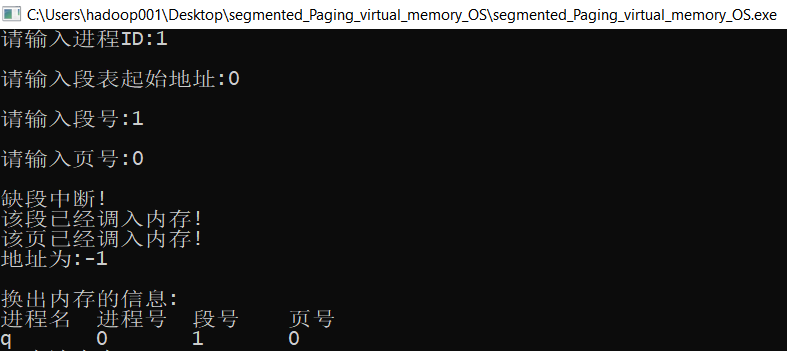 C:\Users\hadoop001\Desktop\segmented_Paging_virtual_memory_OS\segmented_Paging_virtual_memory_OS.exe
请输入进程ID:1
请输入段表起始地址:0
请输入段号:1
请输入页号:0
缺段中断!
该段已经调入内存!
该页已经调入内存!
地址为:-1
换出内存的信息:
进程名 进程号 段号 页号
q 0 1 0